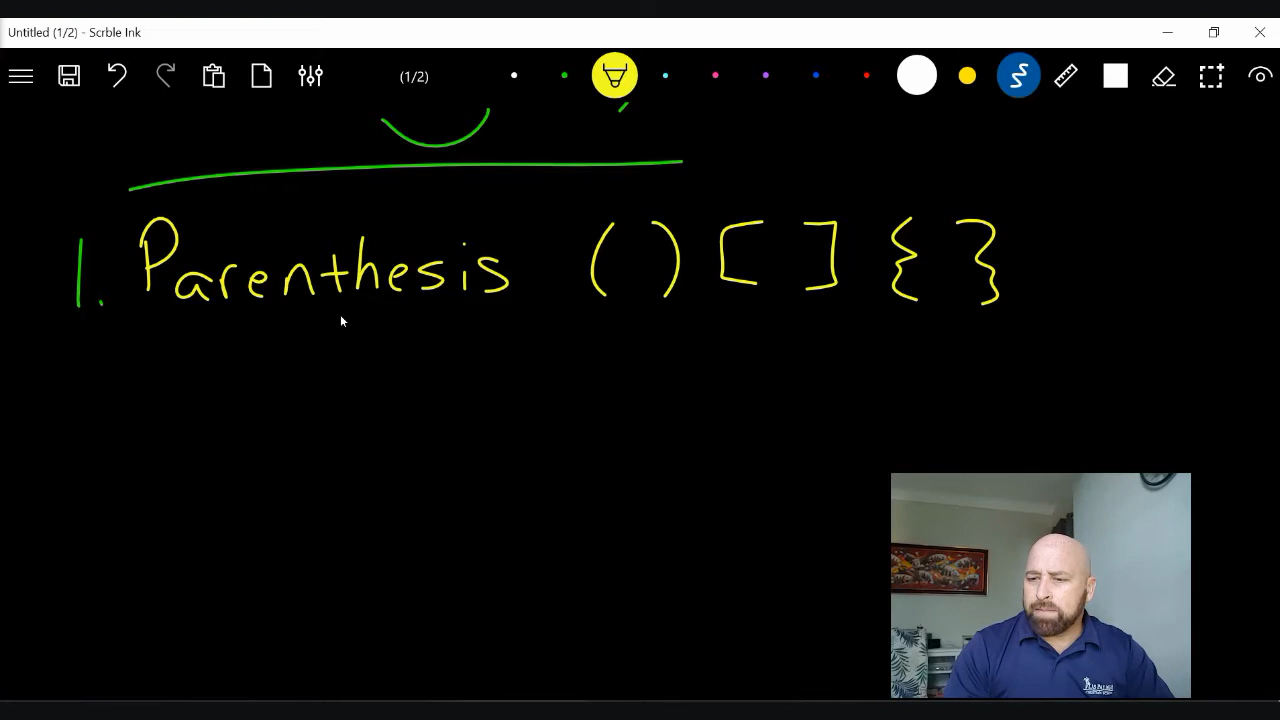 Untitled (1/2) - Scrble Ink
(1/2)
1. Parenthesis ( ) [ ] { }